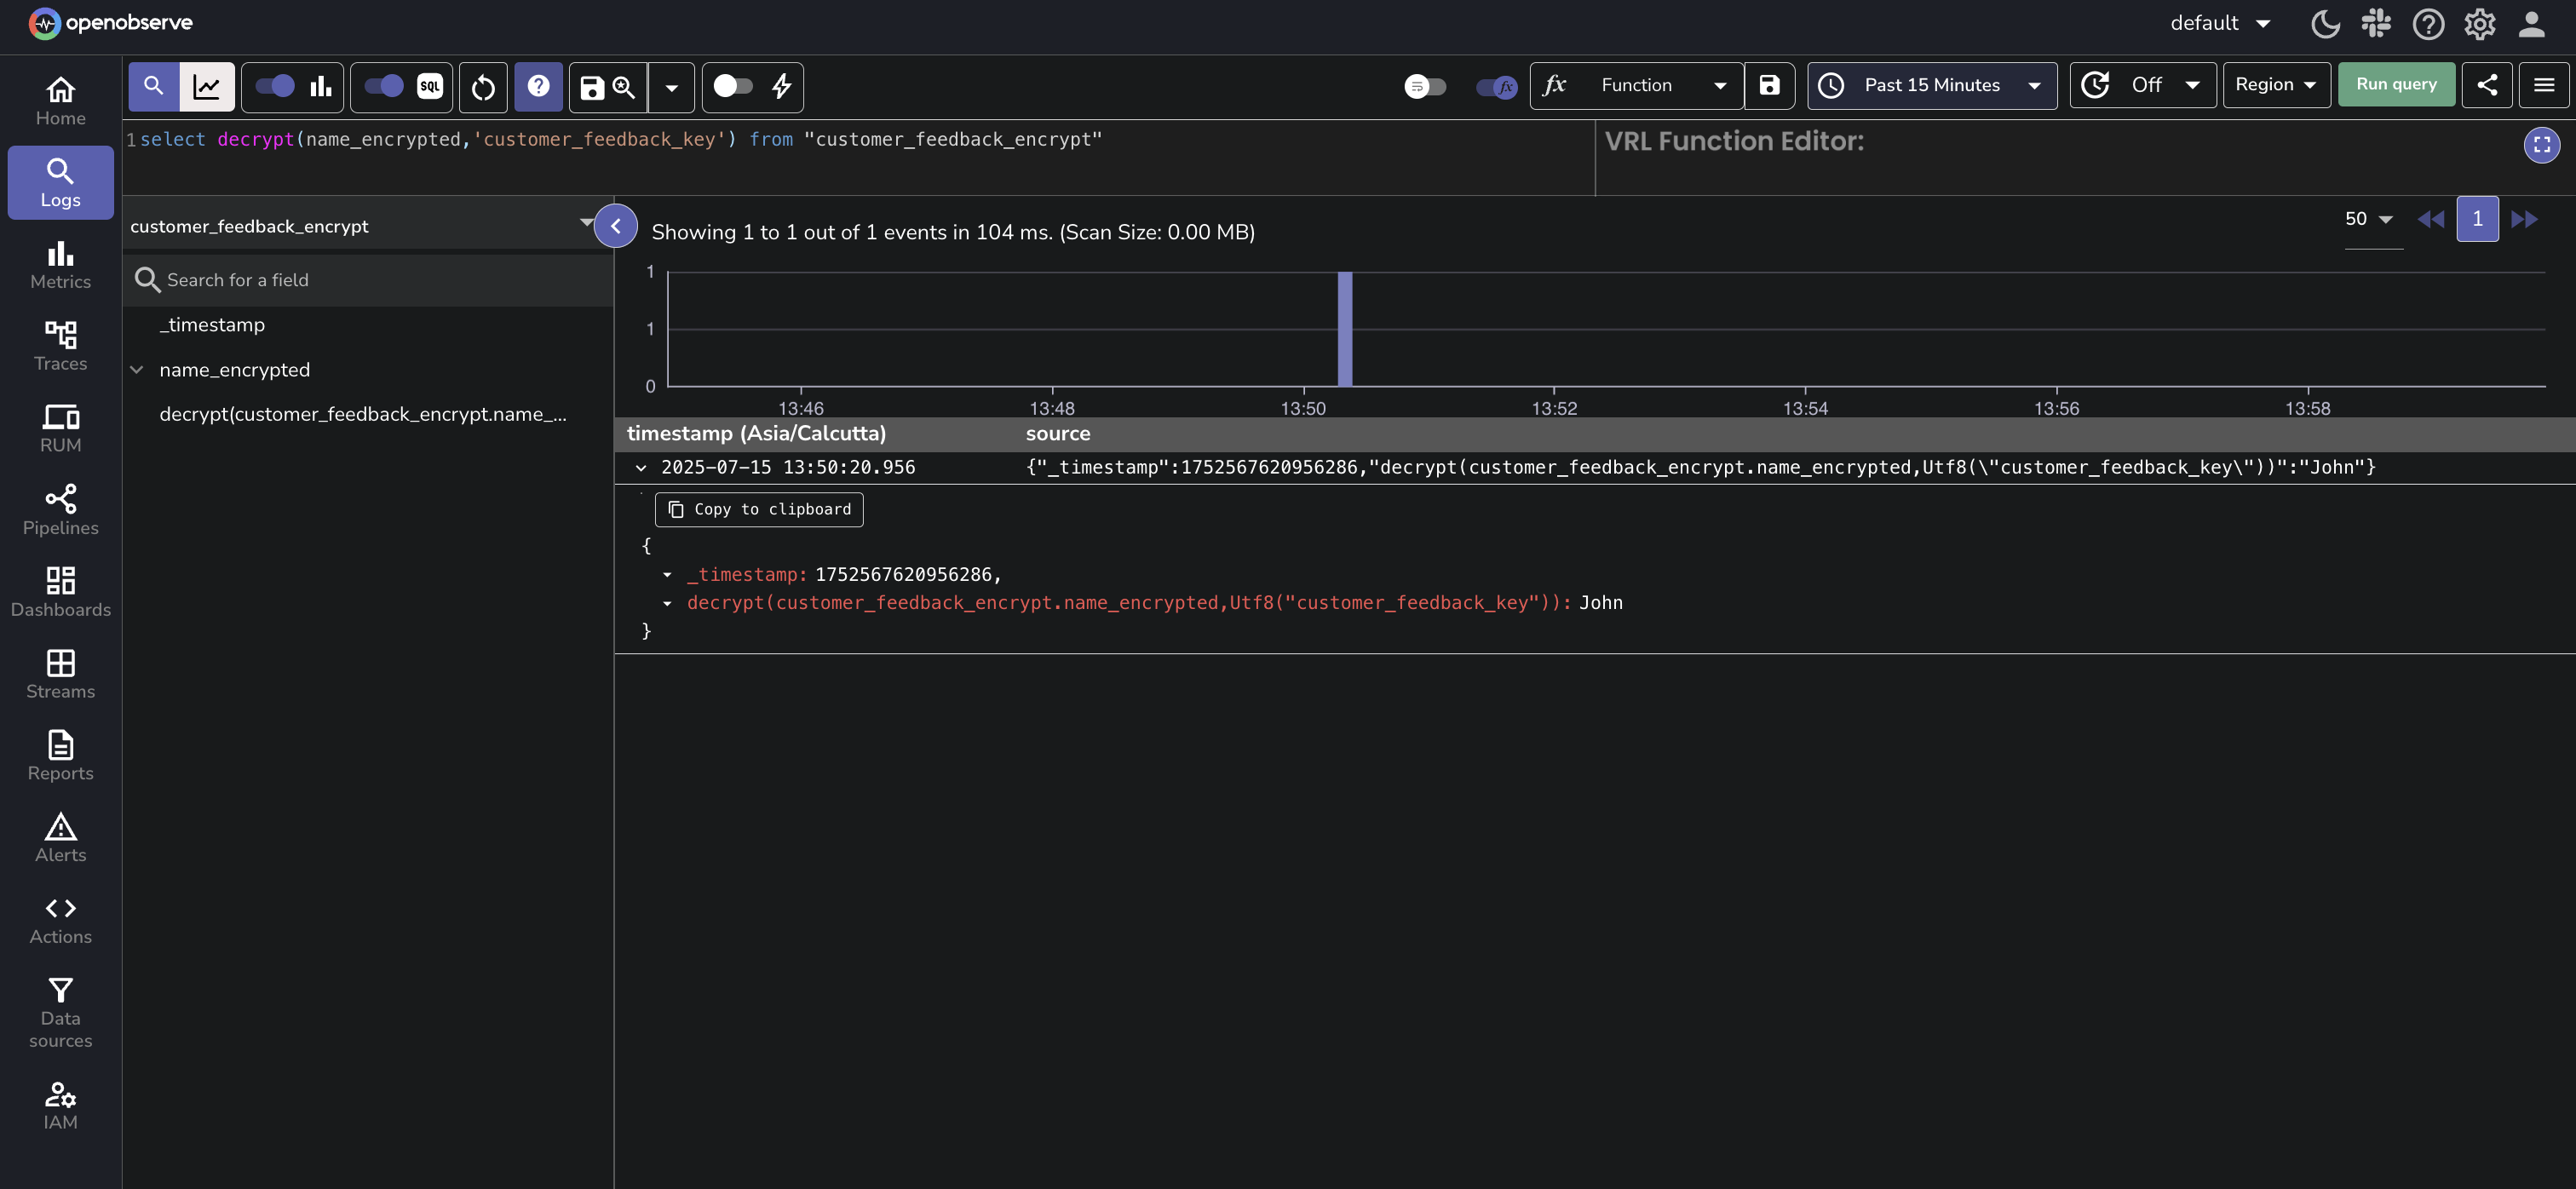 openobserve
default
Home
Logs
Metrics
Traces
RUM
Pipelines
Dashboards
Streams
Reports
Alerts
Actions
Data
sources
IAM
SQL
fx
fx Function
Past 15 Minutes
Off
Region
Run query
1 select decrypt(name_encrypted,'customer_feedback_key') from "customer_feedback_encrypt"
VRL Function Editor:
customer_feedback_encrypt
Search for a field
_timestamp
name_encrypted
decrypt(customer_feedback_encrypt.name_...
Showing 1 to 1 out of 1 events in 104 ms. (Scan Size: 0.00 MB)
50
1
1
1
0
13:46 13:48 13:50 13:52 13:54 13:56 13:58
timestamp (Asia/Calcutta) source
2025-07-15 13:50:20.956 {"_timestamp":1752567620956286,"decrypt(customer_feedback_encrypt.name_encrypted,Utf8(\"customer_feedback_key\"))":"John"}
Copy to clipboard
{
_timestamp: 1752567620956286,
decrypt(customer_feedback_encrypt.name_encrypted,Utf8("customer_feedback_key")): John
}